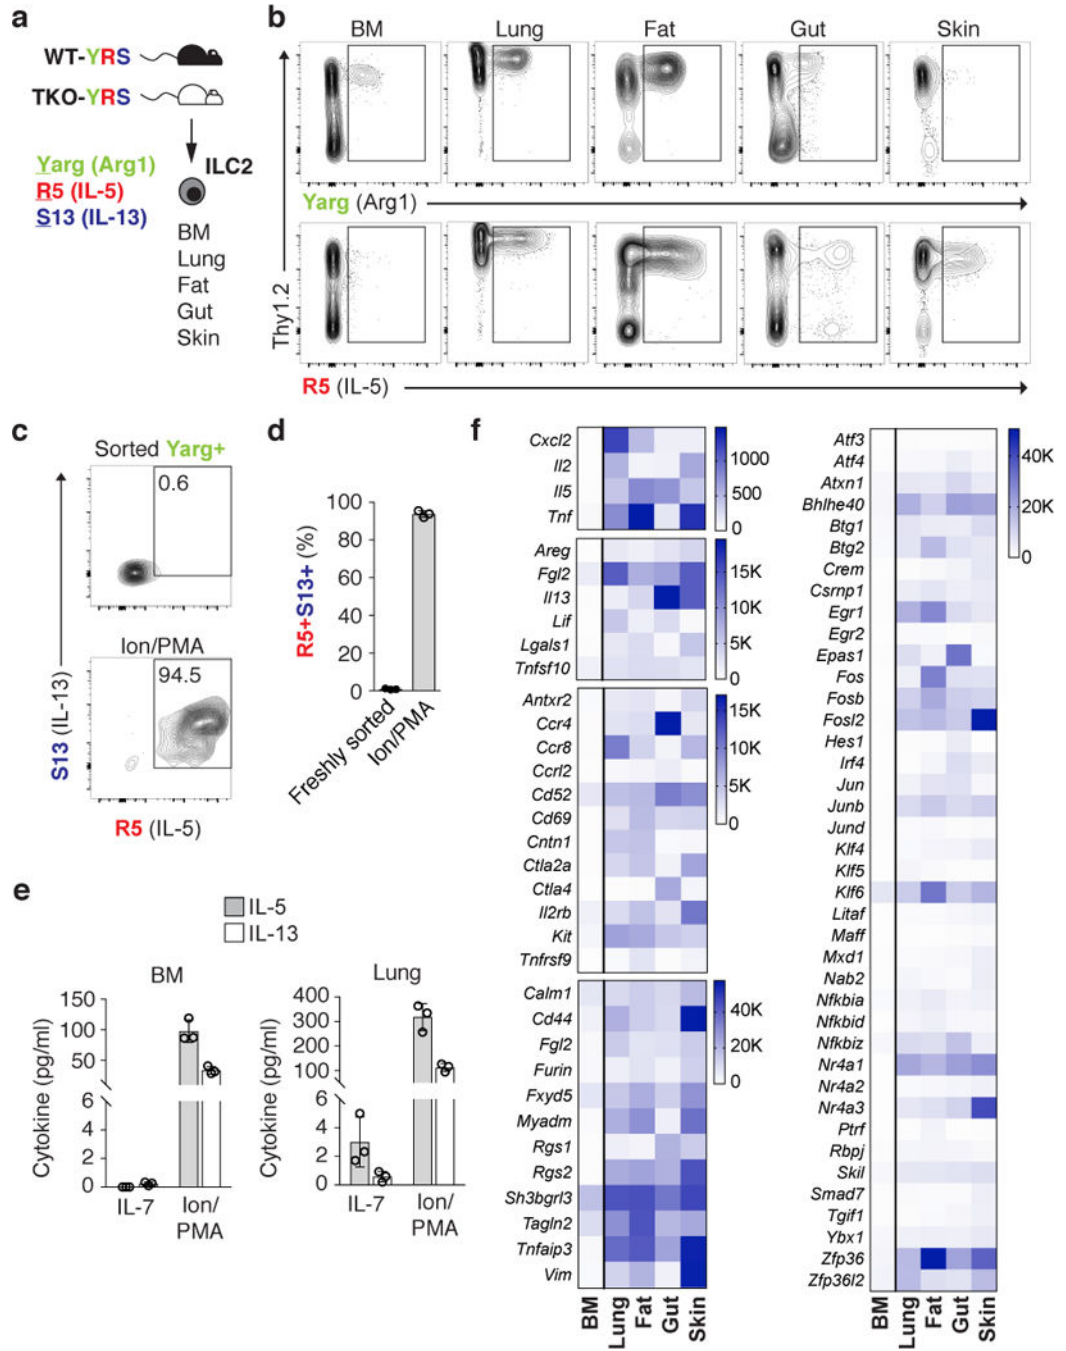 a
WT-YRS
TKO-YRS
ILC2
Yarg (Arg1)
R5 (IL-5)
S13 (IL-13)
BM
Lung
Fat
Gut
Skin
b
BM Lung Fat Gut Skin
Thy1.2
Yarg (Arg1)
R5 (IL-5)
c
Sorted Yarg+
0.6
Ion/PMA
94.5
S13 (IL-13)
R5 (IL-5)
d
R5+S13+ (%)
100
80
60
40
20
0
Freshly sorted
Ion/PMA
e
IL-5
IL-13
BM
Cytokine (pg/ml)
150
100
50
6
4
2
0
IL-7 Ion/
PMA
Lung
Cytokine (pg/ml)
400
300
200
100
6
4
2
0
IL-7 Ion/
PMA
f
Cxcl2
Il2
Il5
Tnf
1000
500
0
Areg
Fgl2
Il13
Lif
Lgals1
Tnfsf10
15K
10K
5K
0
Antxr2
Ccr4
Ccr8
Ccrl2
Cd52
Cd69
Cntn1
Ctla2a
Ctla4
Il2rb
Kit
Tnfrsf9
15K
10K
5K
0
Calm1
Cd44
Fgl2
Furin
Fxyd5
Myadm
Rgs1
Rgs2
Sh3bgrl3
Tagln2
Tnfaip3
Vim
40K
20K
0
BM Lung Fat Gut Skin
Atf3
Atf4
Atxn1
Bhlhe40
Btg1
Btg2
Crem
Csrnp1
Egr1
Egr2
Epas1
Fos
Fosb
Fosl2
Hes1
Irf4
Jun
Junb
Jund
Klf4
Klf5
Klf6
Litaf
Maff
Mxd1
Nab2
Nfkbia
Nfkbid
Nfkbiz
Nr4a1
Nr4a2
Nr4a3
Ptrf
Rbpj
Skil
Smad7
Tgif1
Ybx1
Zfp36
Zfp36l2
40K
20K
0
BM Lung Fat Gut Skin